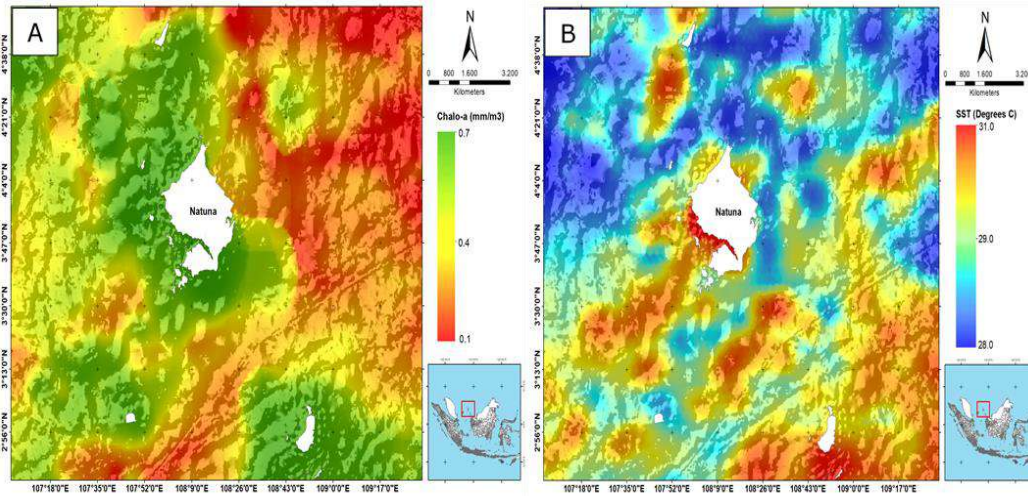 A
N
0 800 1.600 3.200
Kilometers
Chalo-a (mm/m3)
0.7
0.4
0.1
Natuna
4°38'0"N
4°21'0"N
4°4'0"N
3°47'0"N
3°30'0"N
3°13'0"N
2°56'0"N
107°18'0"E 107°35'0"E 107°52'0"E 108°9'0"E 108°26'0"E 108°43'0"E 109°0'0"E 109°17'0"E
B
N
0 800 1.600 3.200
Kilometers
SST (Degrees C)
31.0
29.0
28.0
Natuna
4°38'0"N
4°21'0"N
4°4'0"N
3°47'0"N
3°30'0"N
3°13'0"N
2°56'0"N
107°18'0"E 107°35'0"E 107°52'0"E 108°9'0"E 108°26'0"E 108°43'0"E 109°0'0"E 109°17'0"E